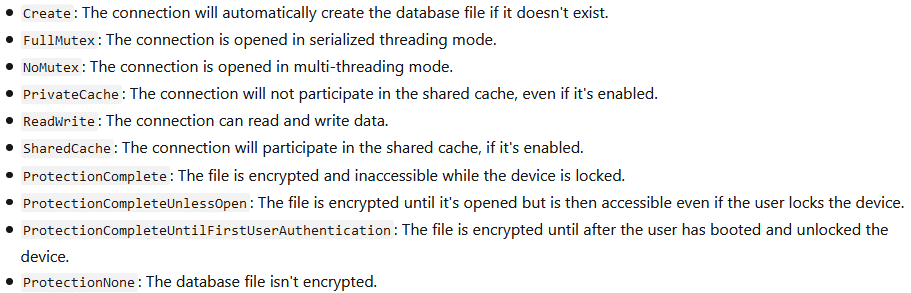 • Create: The connection will automatically create the database file if it doesn't exist.
• FullMutex: The connection is opened in serialized threading mode.
• NoMutex: The connection is opened in multi-threading mode.
• PrivateCache: The connection will not participate in the shared cache, even if it's enabled.
• ReadWrite: The connection can read and write data.
• SharedCache: The connection will participate in the shared cache, if it's enabled.
• ProtectionComplete: The file is encrypted and inaccessible while the device is locked.
• ProtectionCompleteUnlessOpen: The file is encrypted until it's opened but is then accessible even if the user locks the device.
• ProtectionCompleteUntilFirstUserAuthentication: The file is encrypted until after the user has booted and unlocked the
device.
• ProtectionNone: The database file isn't encrypted.